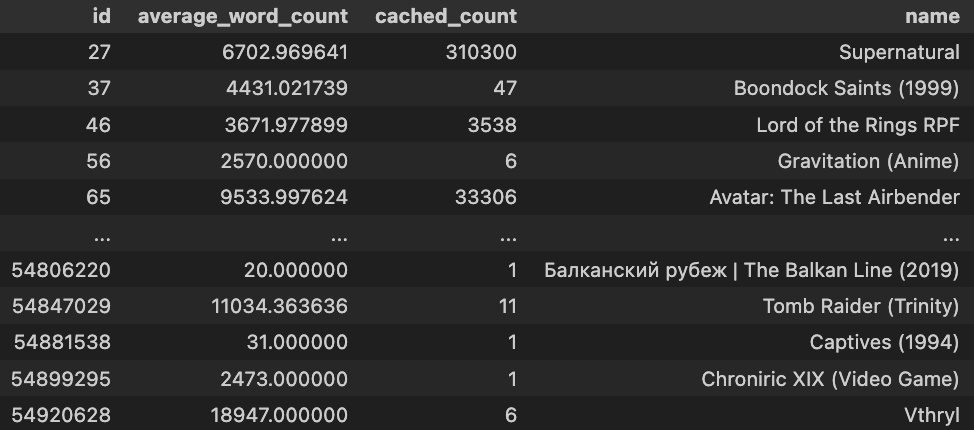 id average_word_count cached_count name
27 6702.969641 310300 Supernatural
37 4431.021739 47 Boondock Saints (1999)
46 3671.977899 3538 Lord of the Rings RPF
56 2570.000000 6 Gravitation (Anime)
65 9533.997624 33306 Avatar: The Last Airbender
... ... ... ...
54806220 20.000000 1 Балканский рубеж | The Balkan Line (2019)
54847029 11034.363636 11 Tomb Raider (Trinity)
54881538 31.000000 1 Captives (1994)
54899295 2473.000000 1 Chroniric XIX (Video Game)
54920628 18947.000000 6 Vthryl